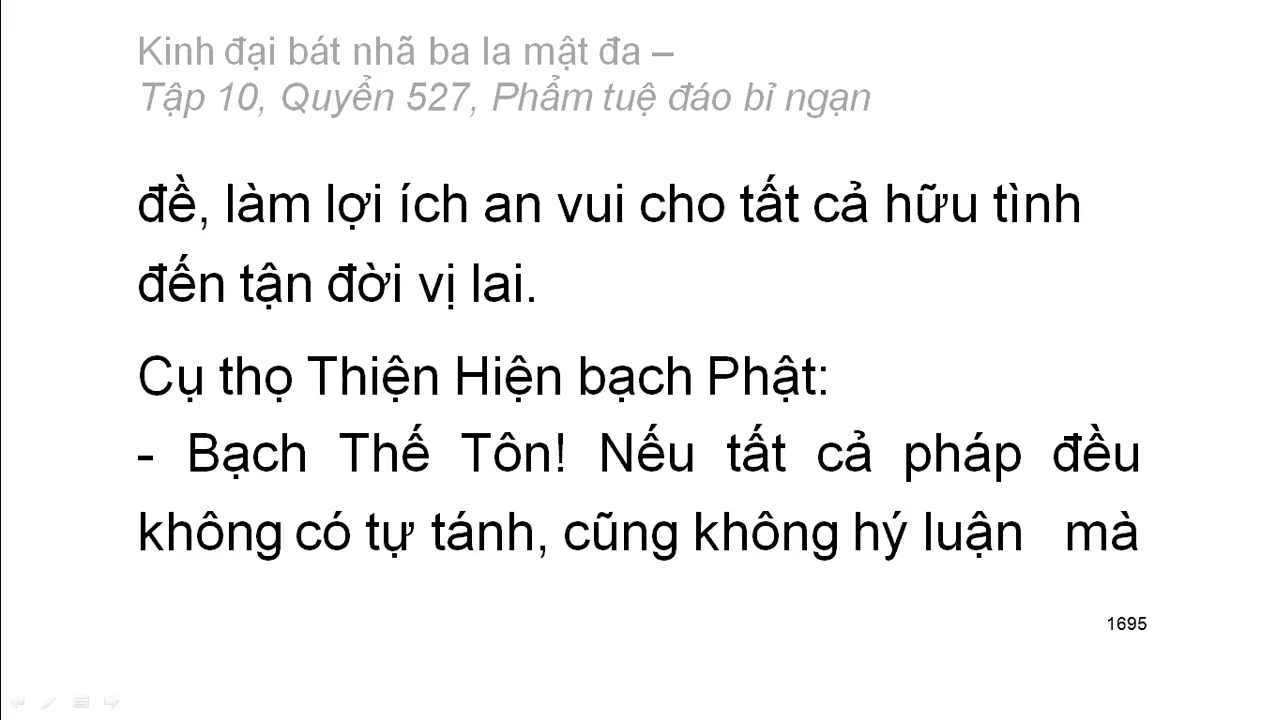 Kinh đại bát nhã ba la mật đa –
Tập 10, Quyển 527, Phẩm tuệ đáo bỉ ngạn
đề, làm lợi ích an vui cho tất cả hữu tình
đến tận đời vị lai.
Cụ thọ Thiện Hiện bạch Phật:
- Bạch Thế Tôn! Nếu tất cả pháp đều
không có tự tánh, cũng không hý luận mà
1695